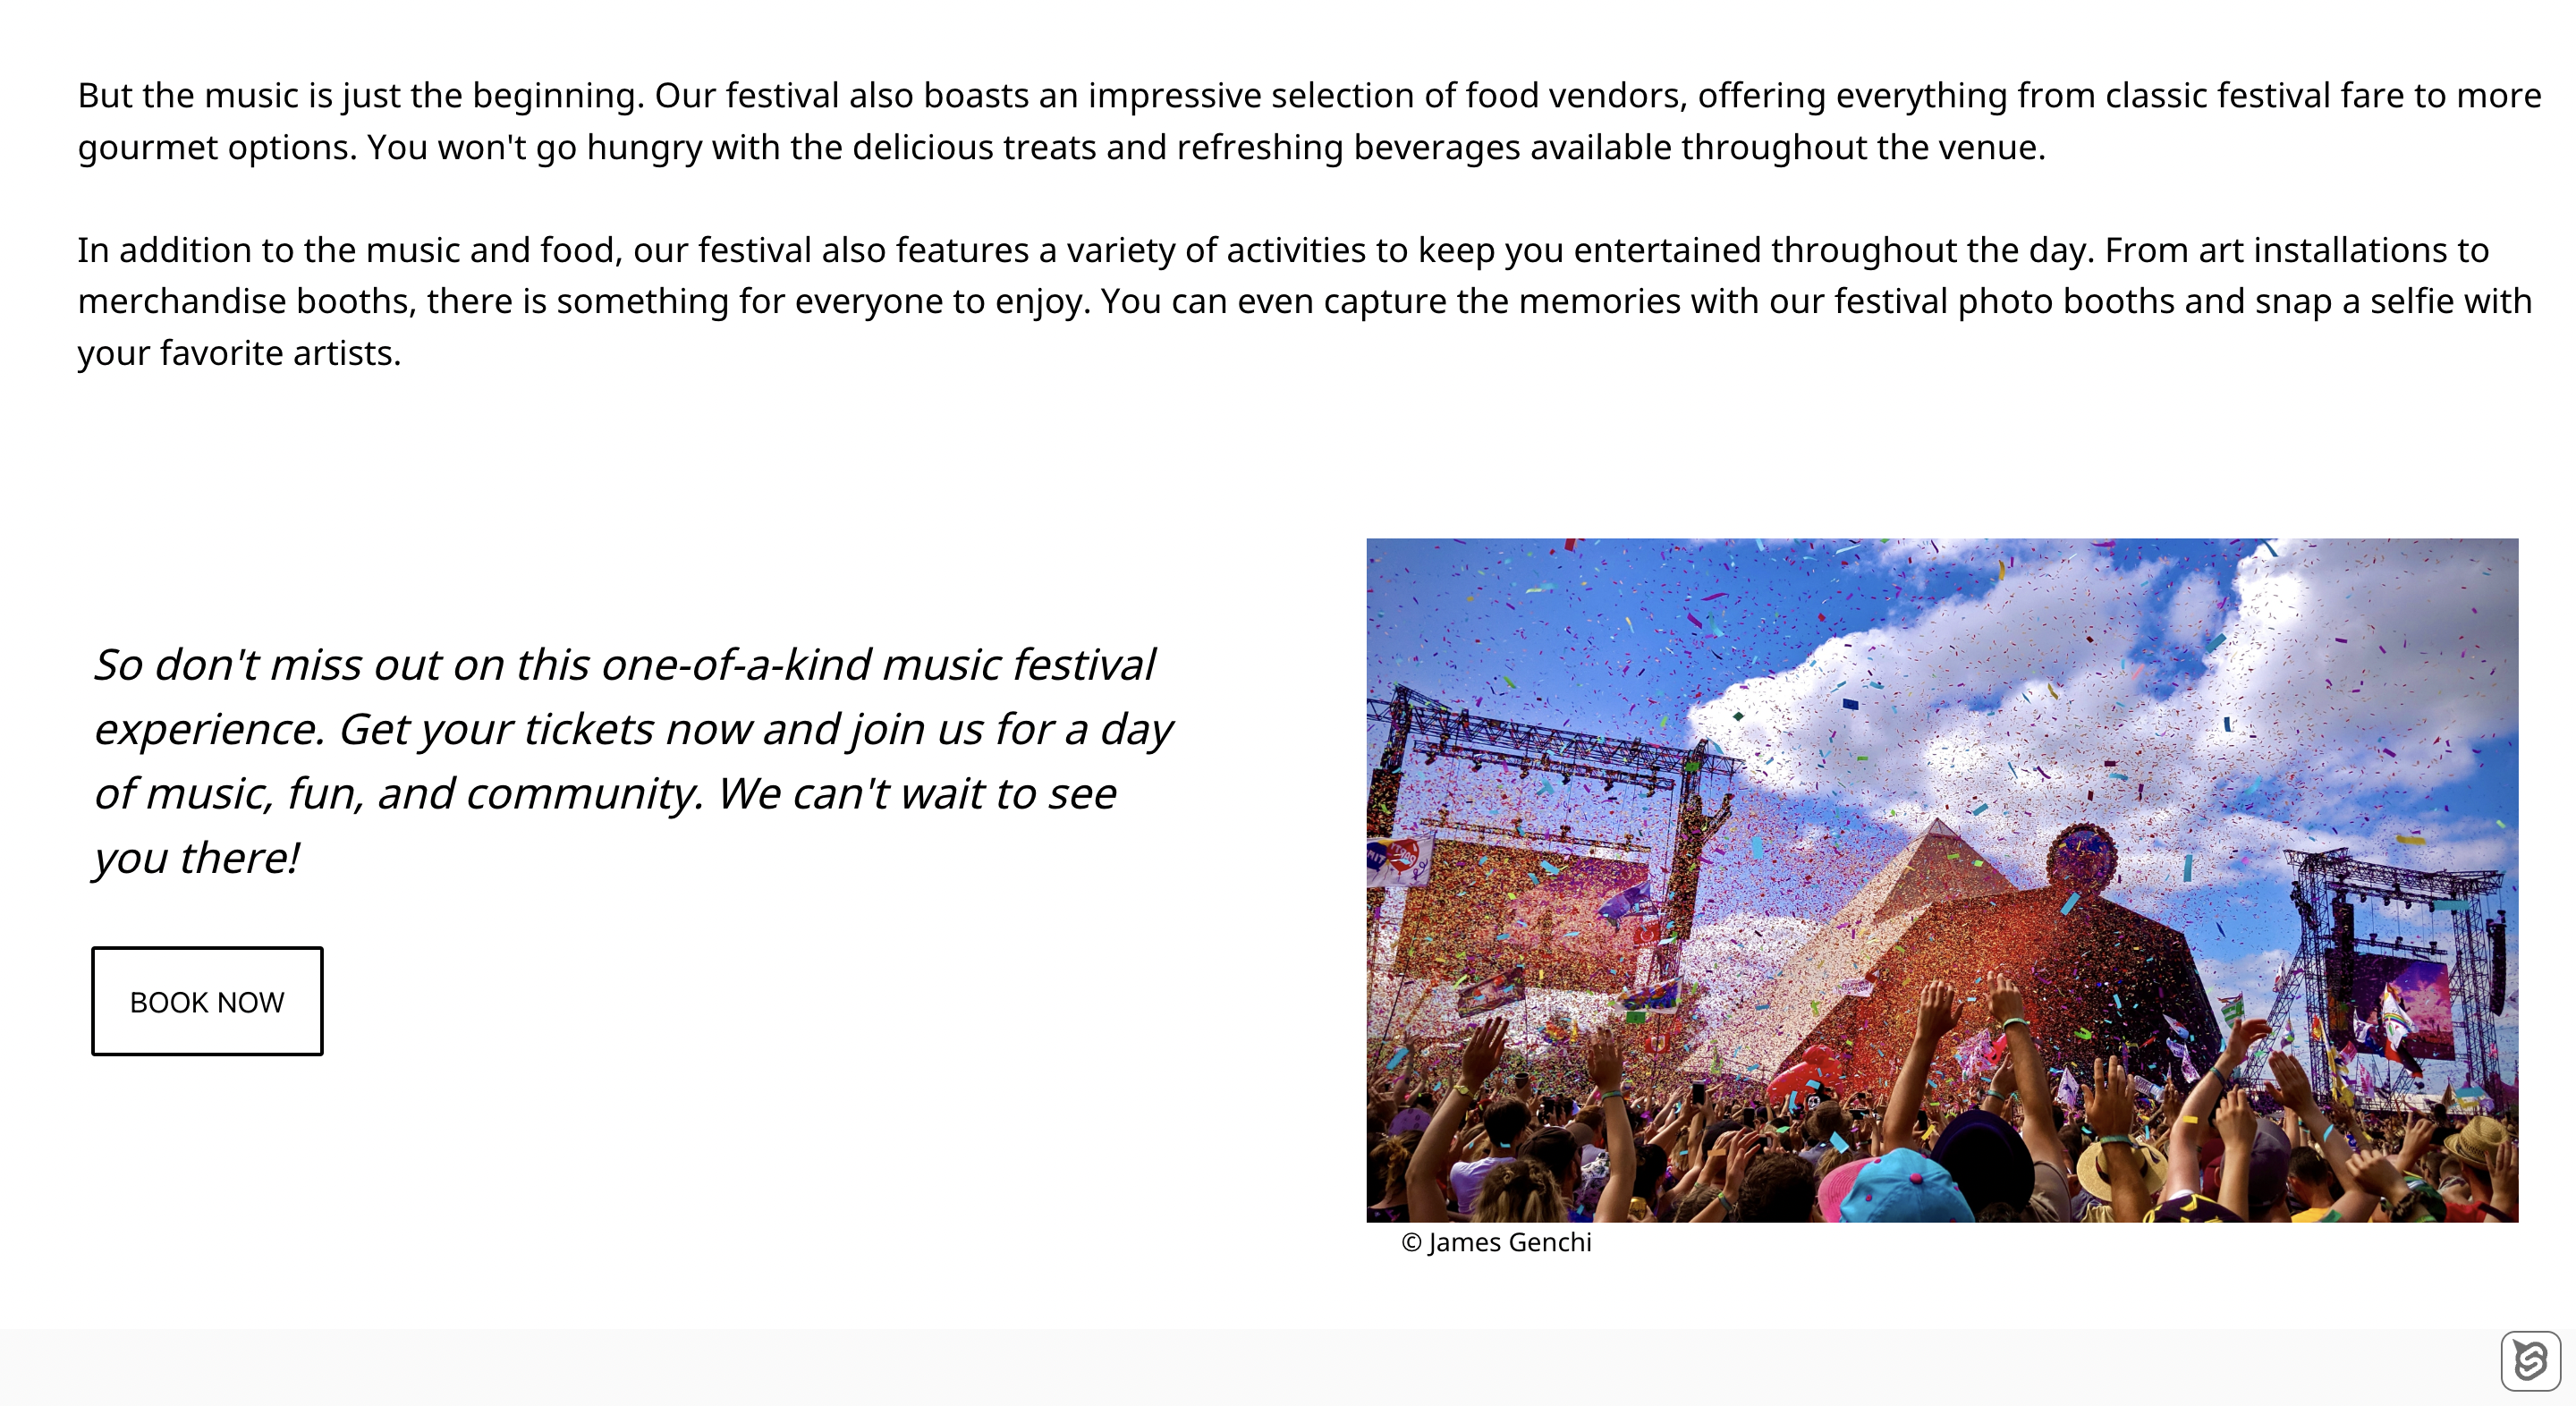 But the music is just the beginning. Our festival also boasts an impressive selection of food vendors, offering everything from classic festival fare to more
gourmet options. You won't go hungry with the delicious treats and refreshing beverages available throughout the venue.
In addition to the music and food, our festival also features a variety of activities to keep you entertained throughout the day. From art installations to
merchandise booths, there is something for everyone to enjoy. You can even capture the memories with our festival photo booths and snap a selfie with
your favorite artists.
So don't miss out on this one-of-a-kind music festival
experience. Get your tickets now and join us for a day
of music, fun, and community. We can't wait to see
you there!
BOOK NOW
© James Genchi